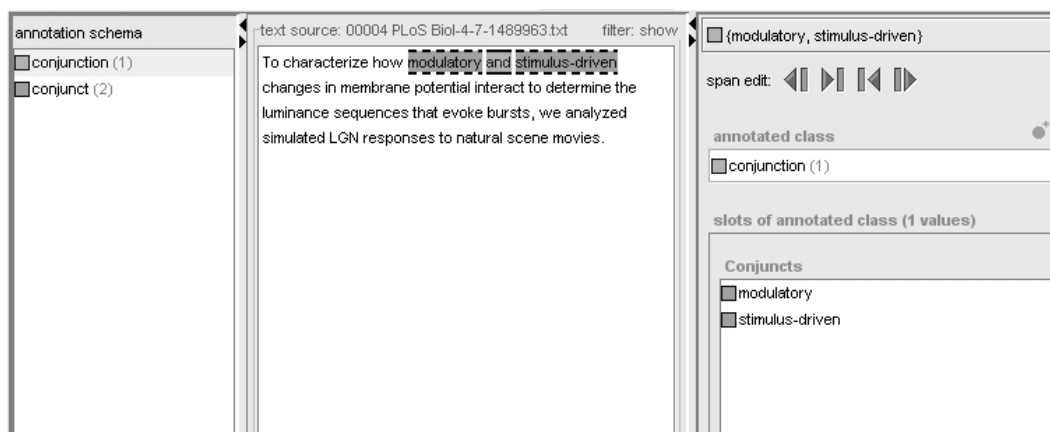 annotation schema
conjunction (1)
conjunct (2)
text source: 00004 PLoS Biol-4-7-1489963.txt filter: show
To characterize how modulatory and stimulus-driven
changes in membrane potential interact to determine the
luminance sequences that evoke bursts, we analyzed
simulated LGN responses to natural scene movies.
{modulatory, stimulus-driven}
span edit:
annotated class
conjunction (1)
slots of annotated class (1 values)
Conjuncts
modulatory
stimulus-driven